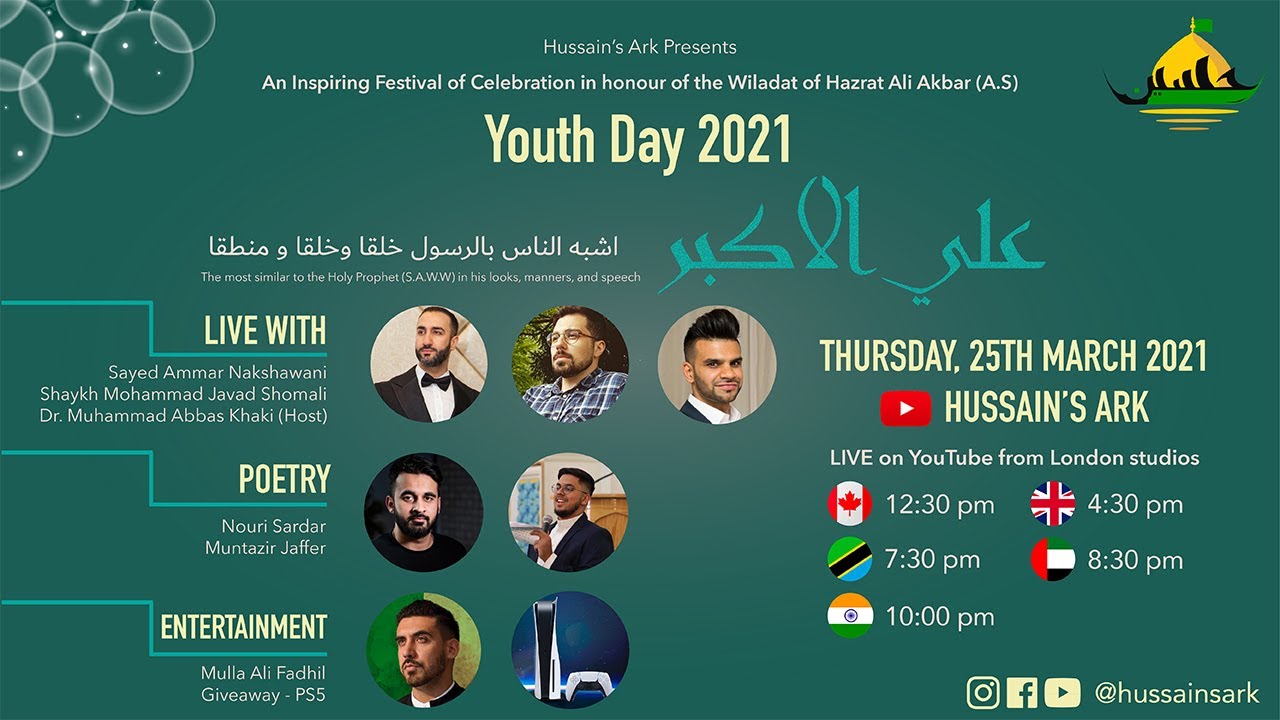 Hussain's Ark Presents
An Inspiring Festival of Celebration in honour of the Wiladat of Hazrat Ali Akbar (A.S)
Youth Day 2021
علي الاكبر
اشبه الناس بالرسول خلقا وخلقا و منطقا
The most similar to the Holy Prophet (S.A.W.W) in his looks, manners, and speech
LIVE WITH
Sayed Ammar Nakshawani
Shaykh Mohammad Javad Shomali
Dr. Muhammad Abbas Khaki (Host)
POETRY
Nouri Sardar
Muntazir Jaffer
ENTERTAINMENT
Mulla Ali Fadhil
Giveaway - PS5
THURSDAY, 25TH MARCH 2021
HUSSAIN'S ARK
LIVE on YouTube from London studios
12:30 pm
4:30 pm
7:30 pm
8:30 pm
10:00 pm
@hussainsark